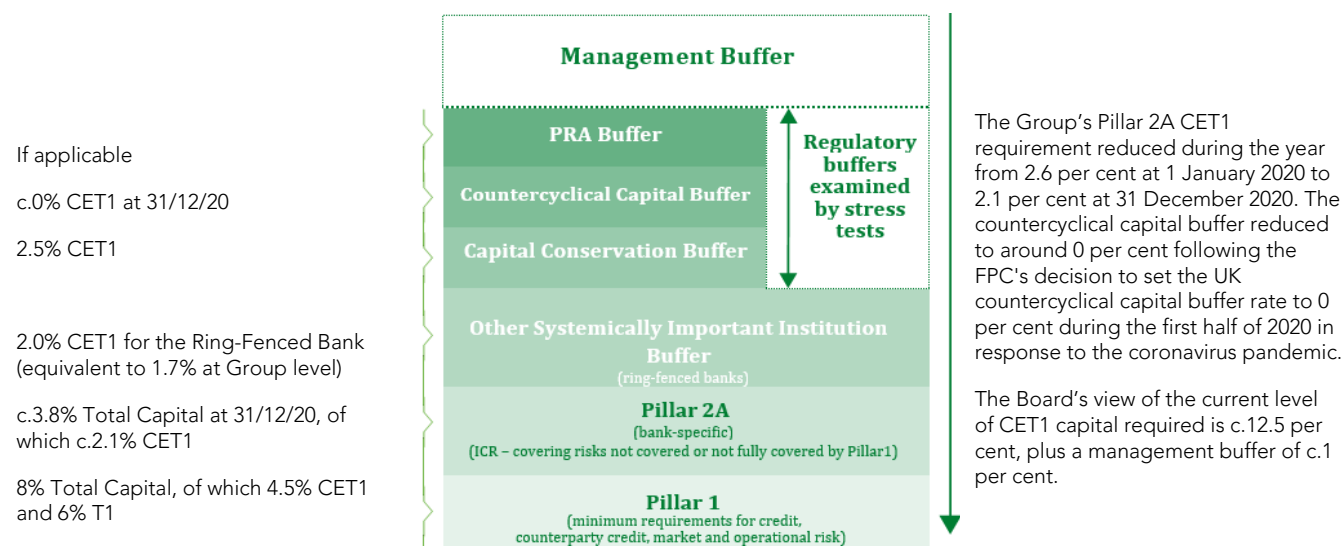 If applicable
c.0% CET1 at 31/12/20
2.5% CET1
2.0% CET1 for the Ring-Fenced Bank
(equivalent to 1.7% at Group level)
c.3.8% Total Capital at 31/12/20, of
which c.2.1% CET1
8% Total Capital, of which 4.5% CET1
and 6% T1
Management Buffer
PRA Buffer
Countercyclical Capital Buffer
Capital Conservation Buffer
Regulatory
buffers
examined
by stress
tests
Other Systemically Important Institution
Buffer
(ring-fenced banks)
Pillar 2A
(bank-specific)
(ICR – covering risks not covered or not fully covered by Pillar1)
Pillar 1
(minimum requirements for credit,
counterparty credit, market and operational risk)
The Group’s Pillar 2A CET1
requirement reduced during the year
from 2.6 per cent at 1 January 2020 to
2.1 per cent at 31 December 2020. The
countercyclical capital buffer reduced
to around 0 per cent following the
FPC's decision to set the UK
countercyclical capital buffer rate to 0
per cent during the first half of 2020 in
response to the coronavirus pandemic.
The Board’s view of the current level
of CET1 capital required is c.12.5 per
cent, plus a management buffer of c.1
per cent.